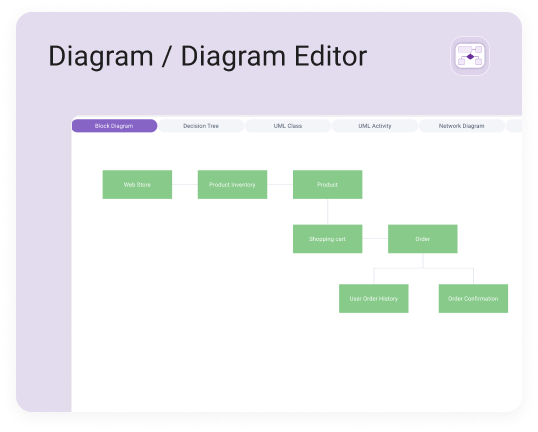 Diagram / Diagram Editor
Block Diagram
Decision Tree
UML Class
UML Activity
Network Diagram
Web Store
Product inventory
Product
Shopping cart
Order
User Order History
Order Confirmation